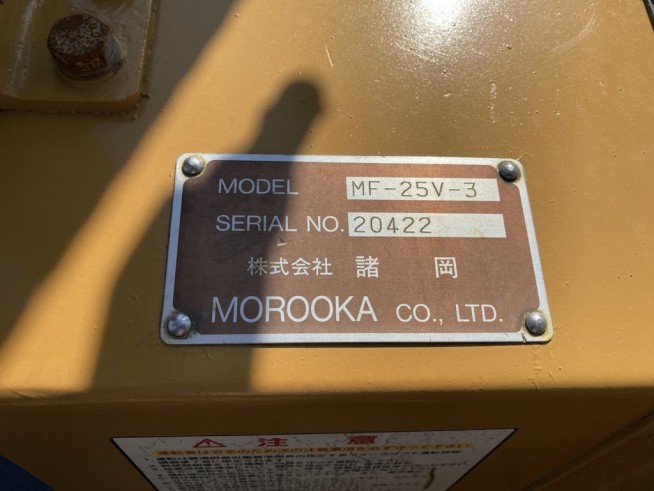 MODEL MF-25V-3
SERIAL NO. 20422
株式会社 諸岡
MOROOKA CO., LTD.
⚠ 注意